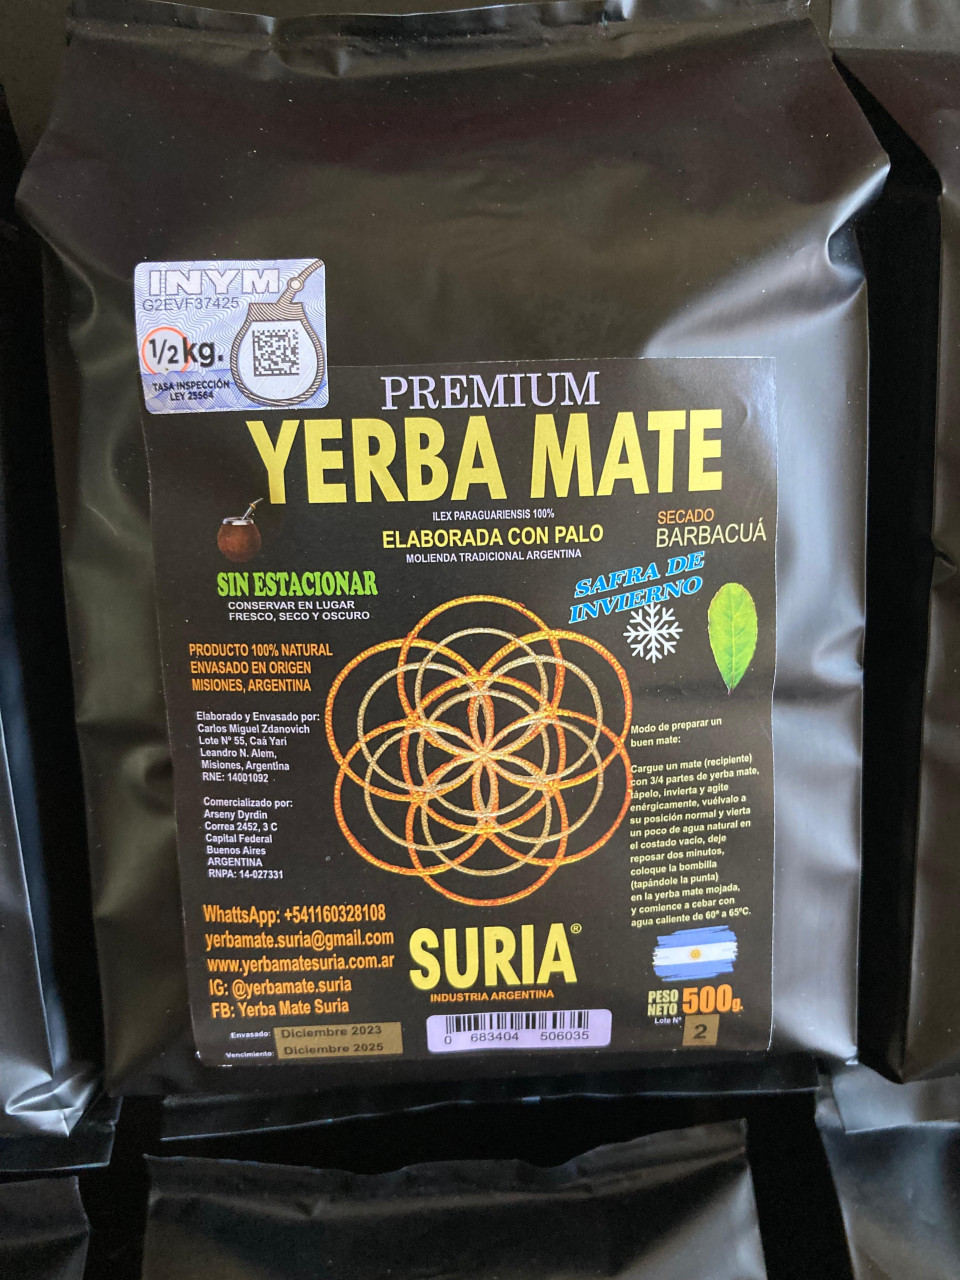 INYM
G2EVF37425
1/2 kg.
TASA INSPECCIÓN
LEY 25564
PREMIUM
YERBA MATE
ILEX PARAGUARIENSIS 100%
ELABORADA CON PALO
MOLIENDA TRADICIONAL ARGENTINA
SECADO
BARBACUÁ
SIN ESTACIONAR
CONSERVAR EN LUGAR
FRESCO, SECO Y OSCURO
SAFRA DE
INVIERNO
PRODUCTO 100% NATURAL
ENVASADO EN ORIGEN
MISIONES, ARGENTINA
Elaborado y Envasado por:
Carlos Miguel Zdanovich
Lote Nº 55, Caá Yari
Leandro N. Alem,
Misiones, Argentina
RNE: 14001092
Comercializado por:
Arseny Dyrdin
Correa 2452, 3 C
Capital Federal
Buenos Aires
ARGENTINA
RNPA: 14-027331
Modo de preparar un
buen mate:
Cargue un mate (recipiente)
con 3/4 partes de yerba mate,
tápelo, invierta y agite
enérgicamente, vuélvalo a
su posición normal y vierta
un poco de agua natural en
el costado vacio, deje
reposar dos minutos,
coloque la bombilla
(tapándole la punta)
en la yerba mate mojada,
y comience a cebar con
agua caliente de 60º a 65ºC.
WhattsApp: +541160328108
yerbamate.suria@gmail.com
www.yerbamatesuria.com.ar
IG: @yerbamate.suria
FB: Yerba Mate Suria
SURIA®
INDUSTRIA ARGENTINA
PESO
NETO 500g.
Lote Nº 2
Envasado: Diciembre 2023
Vencimiento: Diciembre 2025
0 683404 506035